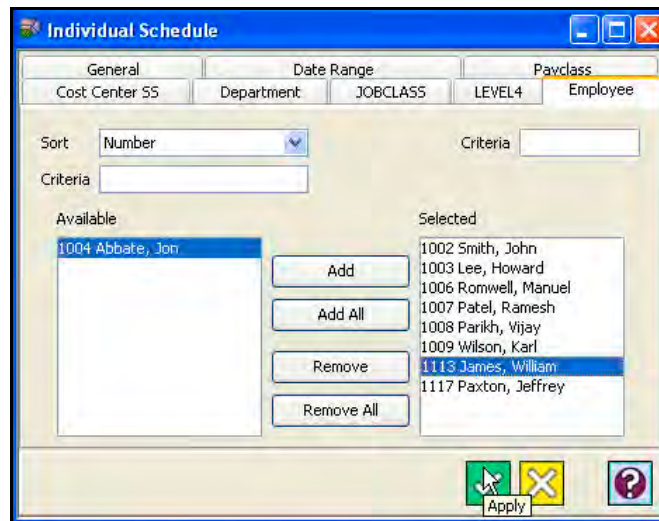 Individual Schedule
General Date Range Payclass
Cost Center SS Department JOBCLASS LEVEL4 Employee
Sort Number Criteria
Criteria
Available Selected
1004 Abbate, Jon
1002 Smith, John
1003 Lee, Howard
1006 Romwell, Manuel
1007 Patel, Ramesh
1008 Parikh, Vijay
1009 Wilson, Karl
1113 James, William
1117 Paxton, Jeffrey
Add
Add All
Remove
Remove All
?
Apply